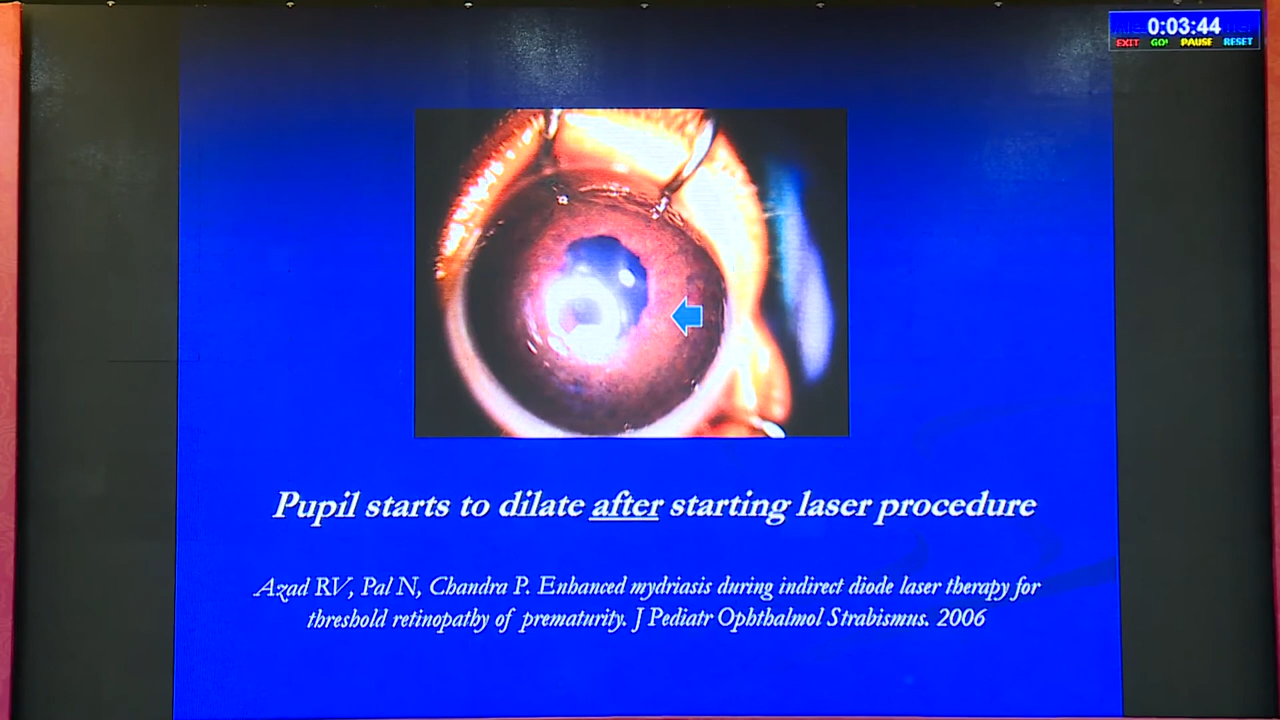 0:03:44
EXIT GO! PAUSE RESET
Pupil starts to dilate after starting laser procedure
Azad RV, Pal N, Chandra P. Enhanced mydriasis during indirect diode laser therapy for
threshold retinopathy of prematurity. J Pediatr Ophthalmol Strabismus. 2006